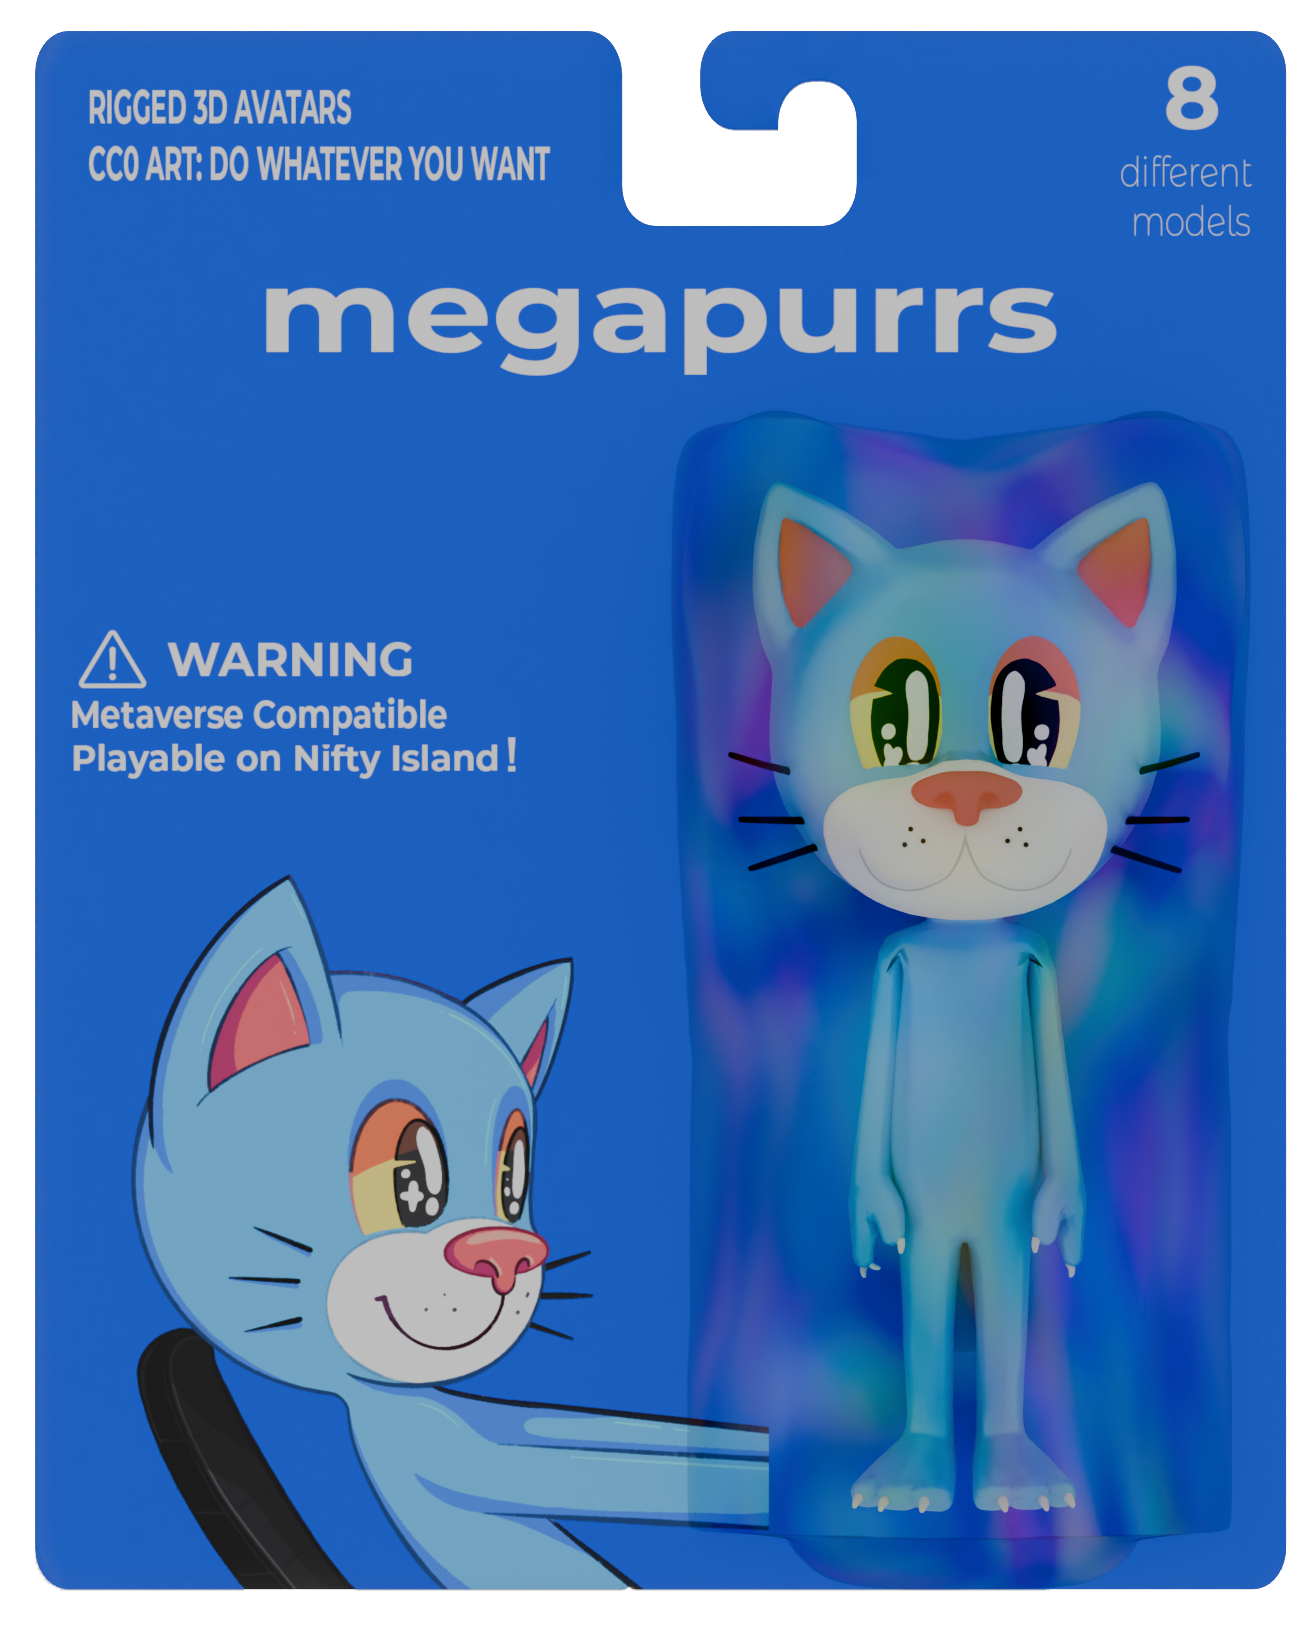 RIGGED 3D AVATARS
CC0 ART: DO WHATEVER YOU WANT
8
different
models
megapurrs
WARNING
Metaverse Compatible
Playable on Nifty Island!